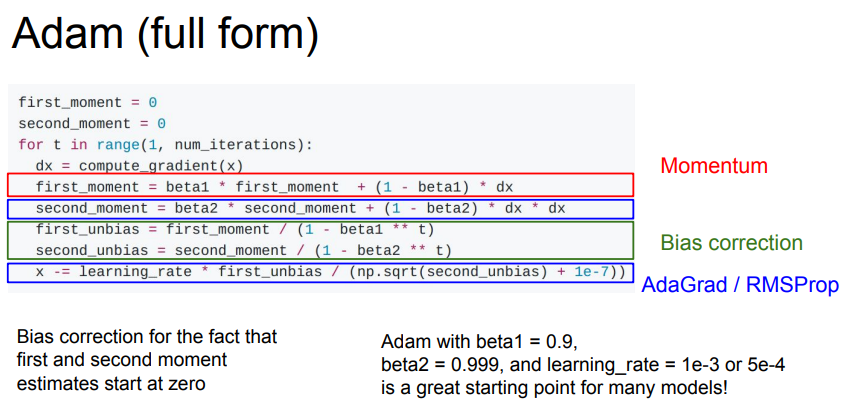 Adam (full form)
first_moment = 0
second_moment = 0
for t in range(1, num_iterations):
  dx = compute_gradient(x)
  first_moment = beta1 * first_moment  + (1 - beta1) * dx
  second_moment = beta2 * second_moment + (1 - beta2) * dx * dx
  first_unbias = first_moment / (1 - beta1 ** t)
  second_unbias = second_moment / (1 - beta2 ** t)
  x -= learning_rate * first_unbias / (np.sqrt(second_unbias) + 1e-7))
Momentum
Bias correction
AdaGrad / RMSProp
Bias correction for the fact that
first and second moment
estimates start at zero
Adam with beta1 = 0.9,
beta2 = 0.999, and learning_rate = 1e-3 or 5e-4
is a great starting point for many models!